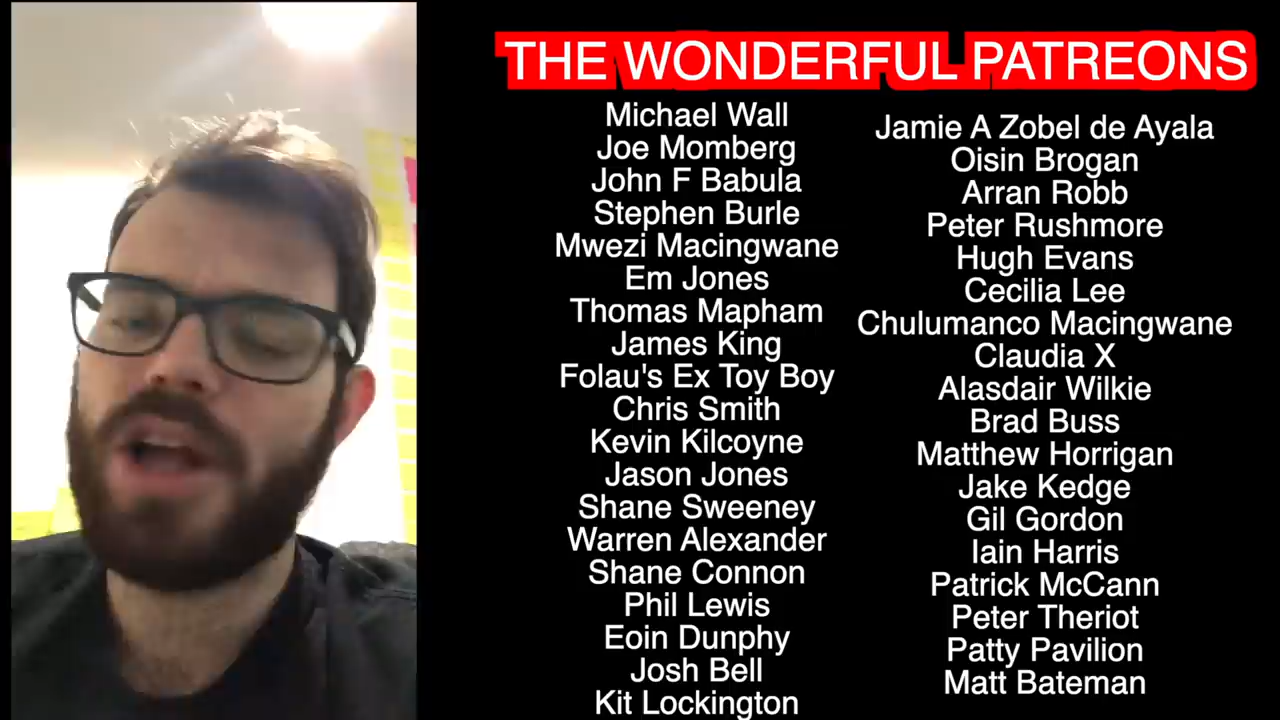 THE WONDERFUL PATREONS
Michael Wall
Joe Momberg
John F Babula
Stephen Burle
Mwezi Macingwane
Em Jones
Thomas Mapham
James King
Folau's Ex Toy Boy
Chris Smith
Kevin Kilcoyne
Jason Jones
Shane Sweeney
Warren Alexander
Shane Connon
Phil Lewis
Eoin Dunphy
Josh Bell
Kit Lockington
Jamie A Zobel de Ayala
Oisin Brogan
Arran Robb
Peter Rushmore
Hugh Evans
Cecilia Lee
Chulumanco Macingwane
Claudia X
Alasdair Wilkie
Brad Buss
Matthew Horrigan
Jake Kedge
Gil Gordon
Iain Harris
Patrick McCann
Peter Theriot
Patty Pavilion
Matt Bateman